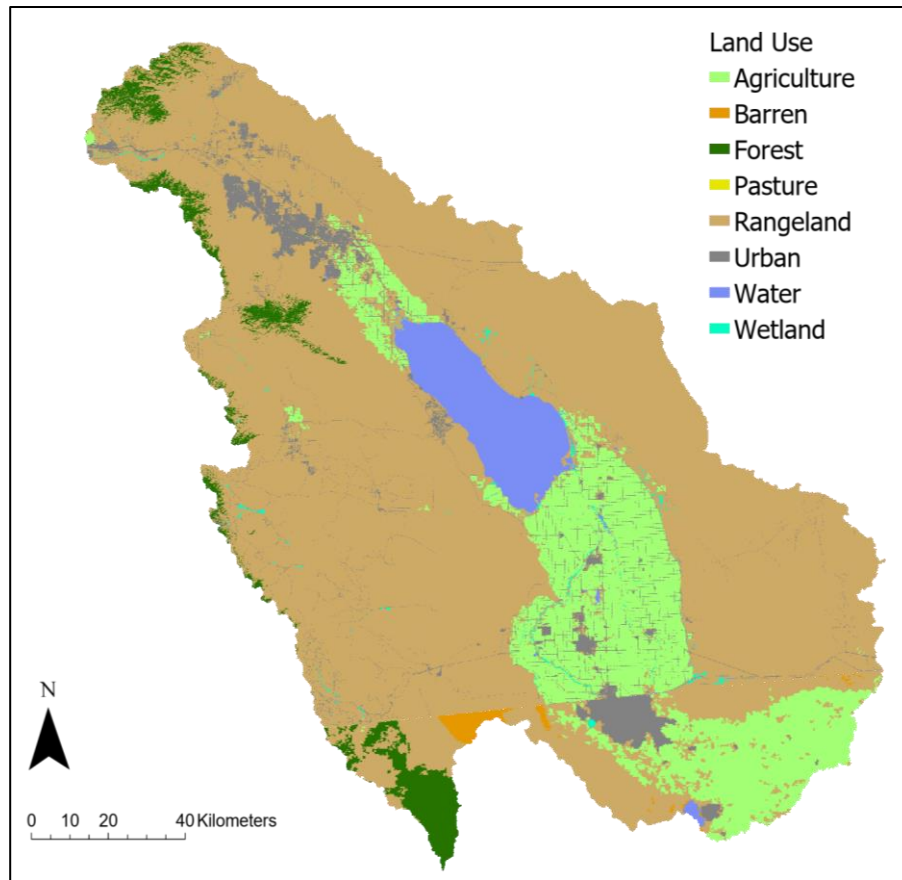 Land Use
Agriculture
Barren
Forest
Pasture
Rangeland
Urban
Water
Wetland
N
0 10 20 40 Kilometers